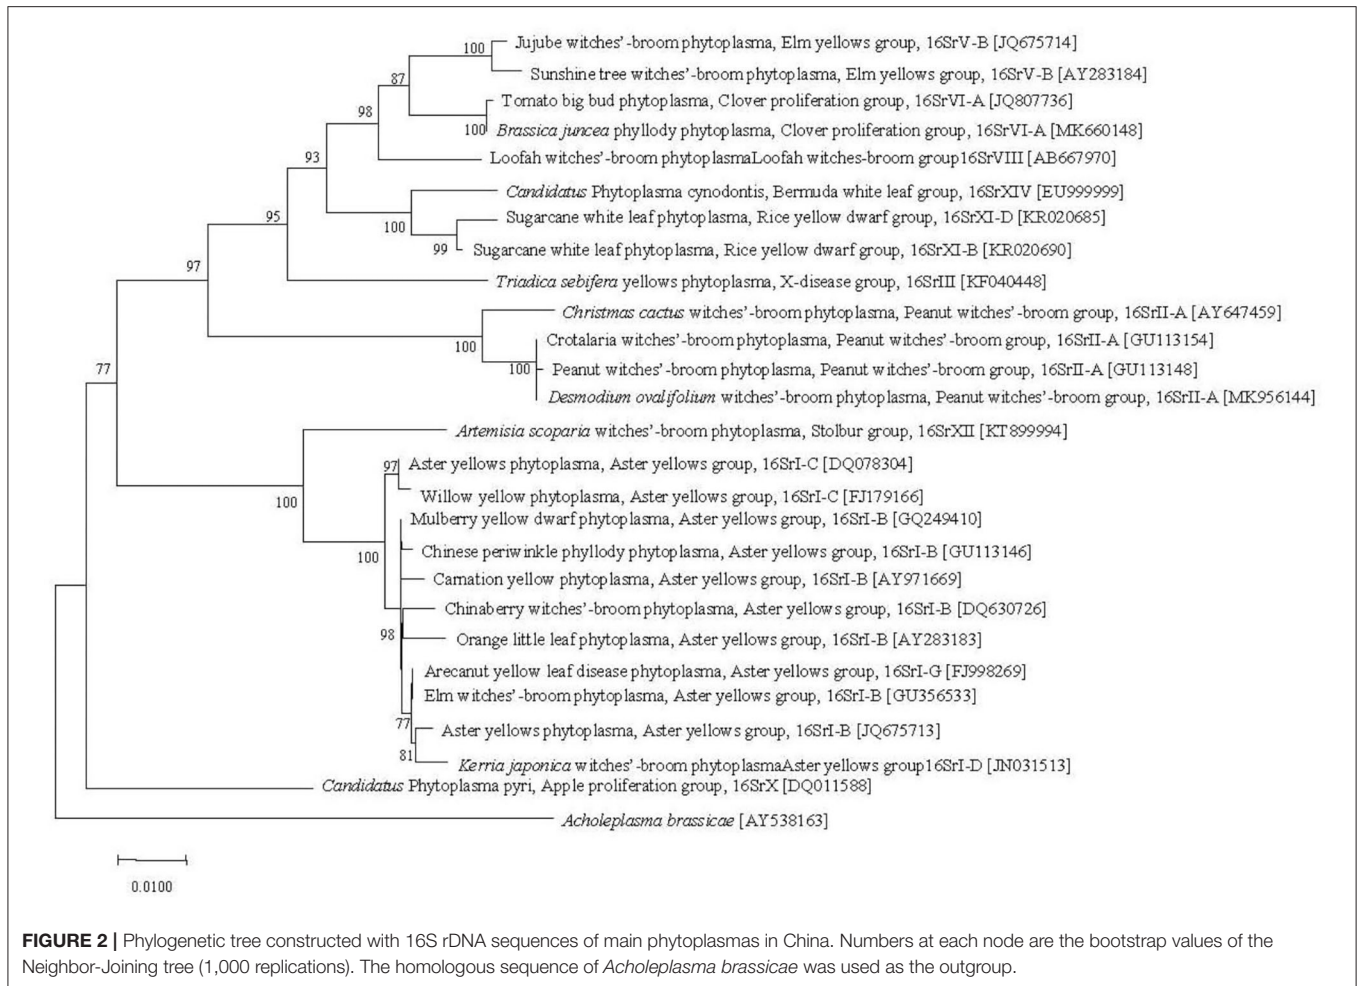 100
Jujube witches'-broom phytoplasma, Elm yellows group, 16SrV-B [JQ675714]
87
Sunshine tree witches'-broom phytoplasma, Elm yellows group, 16SrV-B [AY283184]
98
Tomato big bud phytoplasma, Clover proliferation group, 16SrVI-A [JQ807736]
100
Brassica juncea phyllody phytoplasma, Clover proliferation group, 16SrVI-A [MK660148]
93
Loofah witches'-broom phytoplasmaLoofah witches-broom group16SrVIII [AB667970]
Candidatus Phytoplasma cynodontis, Bermuda white leaf group, 16SrXIV [EU999999]
95
100
Sugarcane white leaf phytoplasma, Rice yellow dwarf group, 16SrXI-D [KR020685]
99
Sugarcane white leaf phytoplasma, Rice yellow dwarf group, 16SrXI-B [KR020690]
97
Triadica sebifera yellows phytoplasma, X-disease group, 16SrIII [KF040448]
Christmas cactus witches'-broom phytoplasma, Peanut witches'-broom group, 16SrII-A [AY647459]
100
Crotalaria witches'-broom phytoplasma, Peanut witches'-broom group, 16SrII-A [GU113154]
77
100
Peanut witches'-broom phytoplasma, Peanut witches'-broom group, 16SrII-A [GU113148]
Desmodium ovalifolium witches'-broom phytoplasma, Peanut witches'-broom group, 16SrII-A [MK956144]
Artemisia scoparia witches'-broom phytoplasma, Stolbur group, 16SrXII [KT899994]
97
Aster yellows phytoplasma, Aster yellows group, 16SrI-C [DQ078304]
100
Willow yellow phytoplasma, Aster yellows group, 16SrI-C [FJ179166]
Mulberry yellow dwarf phytoplasma, Aster yellows group, 16SrI-B [GQ249410]
100
Chinese periwinkle phyllody phytoplasma, Aster yellows group, 16SrI-B [GU113146]
Carnation yellow phytoplasma, Aster yellows group, 16SrI-B [AY971669]
Chinaberry witches'-broom phytoplasma, Aster yellows group, 16SrI-B [DQ630726]
98
Orange little leaf phytoplasma, Aster yellows group, 16SrI-B [AY283183]
Arecanut yellow leaf disease phytoplasma, Aster yellows group, 16SrI-G [FJ998269]
Elm witches'-broom phytoplasma, Aster yellows group, 16SrI-B [GU356533]
77
Aster yellows phytoplasma, Aster yellows group, 16SrI-B [JQ675713]
81
Kerria japonica witches'-broom phytoplasmaAster yellows group16SrI-D [JN031513]
Candidatus Phytoplasma pyri, Apple proliferation group, 16SrX [DQ011588]
Acholeplasma brassicae [AY538163]
0.0100
FIGURE 2 | Phylogenetic tree constructed with 16S rDNA sequences of main phytoplasmas in China. Numbers at each node are the bootstrap values of the
Neighbor-Joining tree (1,000 replications). The homologous sequence of Acholeplasma brassicae was used as the outgroup.